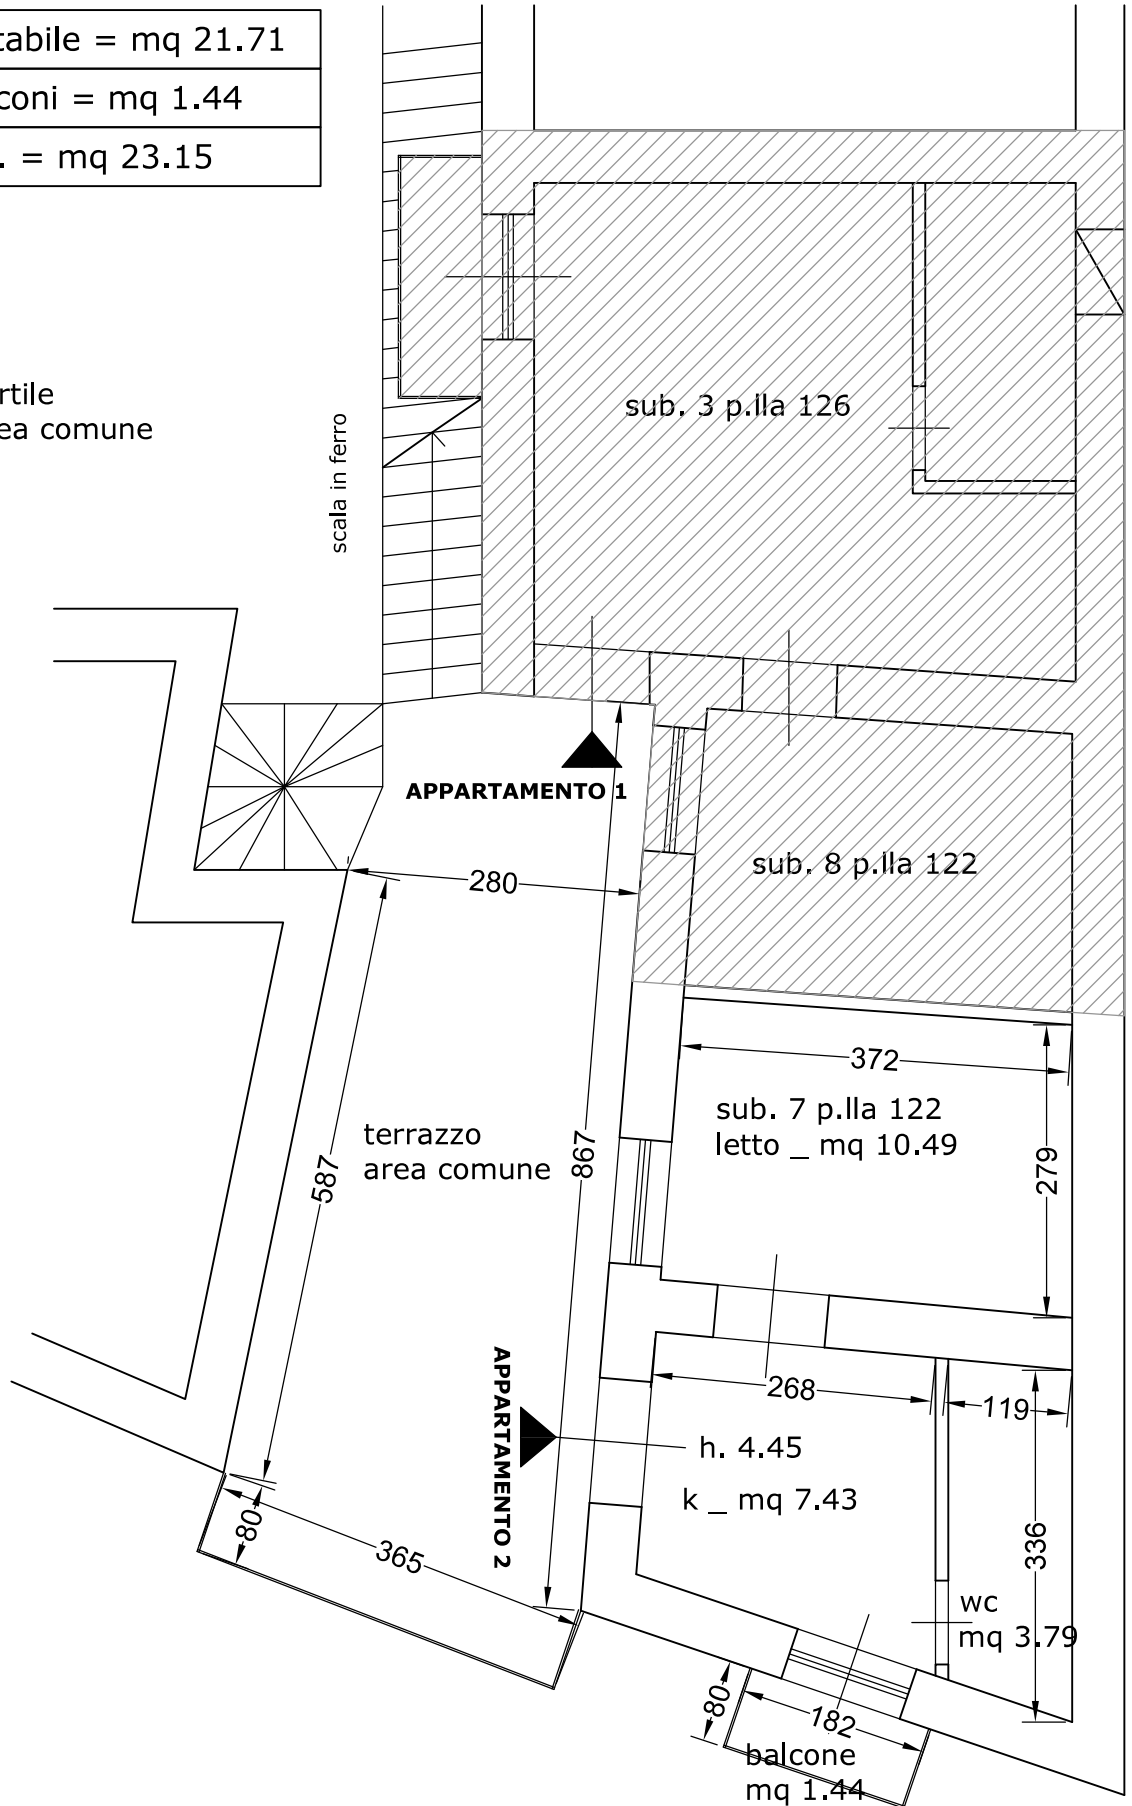 tabile = mq 21.71
coni = mq 1.44
. = mq 23.15
rtile
ea comune
scala in ferro
sub. 3 p.lla 126
APPARTAMENTO 1
280
sub. 8 p.lla 122
372
sub. 7 p.lla 122
letto _ mq 10.49
279
terrazzo
area comune
587
867
268
119
APPARTAMENTO 2
h. 4.45
k _ mq 7.43
336
80
365
wc
mq 3.79
80
182
balcone
mq 1.44